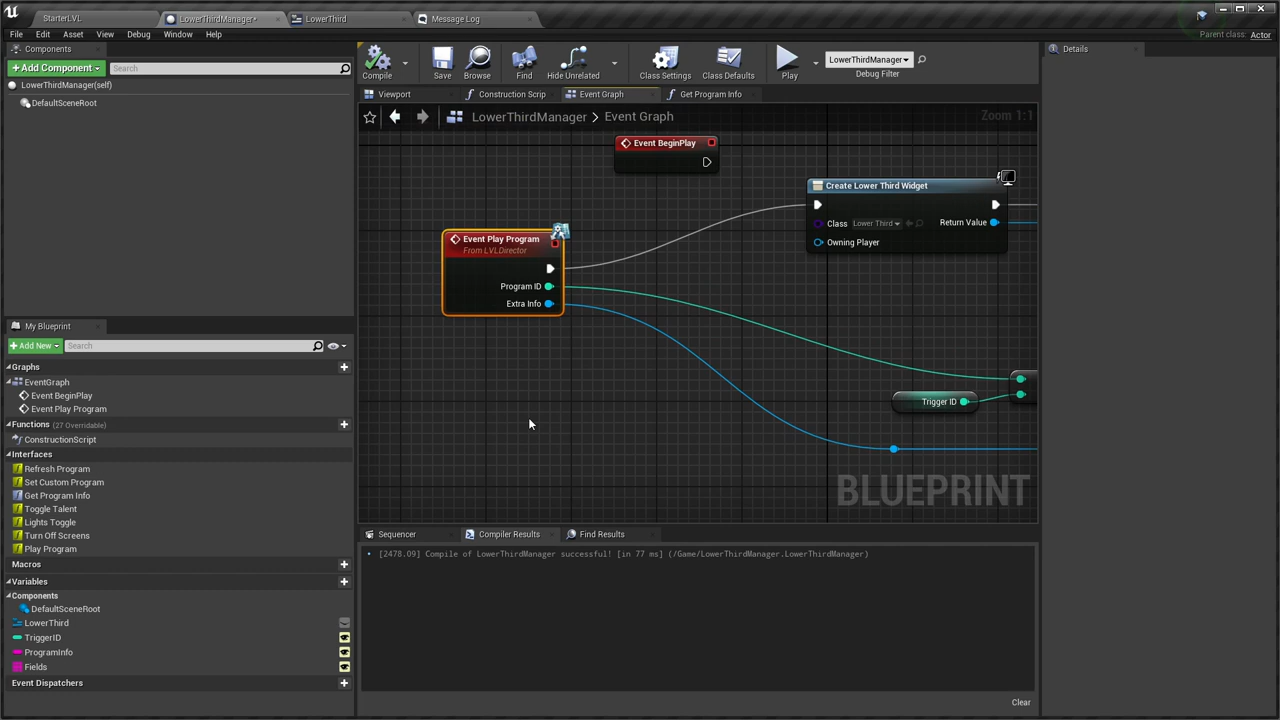 StarterLVL
LowerThirdManager*
LowerThird
Message Log
File
Edit
Asset
View
Debug
Window
Help
Parent class: Actor
Components
+ Add Component
Search
LowerThirdManager(self)
DefaultSceneRoot
Compile
Save
Browse
Find
Hide Unrelated
Class Settings
Class Defaults
Play
LowerThirdManager
Debug Filter
Details
Viewport
Construction Scrip
Event Graph
Get Program Info
LowerThirdManager > Event Graph
Zoom 1:1
Event BeginPlay
Create Lower Third Widget
Class
Lower Third
Return Value
Owning Player
Event Play Program
From LVLDirector
Program ID
Extra Info
Trigger ID
BLUEPRINT
My Blueprint
+ Add New
Search
Graphs
EventGraph
Event BeginPlay
Event Play Program
Functions (27 Overridable)
ConstructionScript
Interfaces
Refresh Program
Set Custom Program
Get Program Info
Toggle Talent
Lights Toggle
Turn Off Screens
Play Program
Macros
Variables
Components
DefaultSceneRoot
LowerThird
TriggerID
ProgramInfo
Fields
Event Dispatchers
Sequencer
Compiler Results
Find Results
[2478.09] Compile of LowerThirdManager successful! [in 77 ms] (/Game/LowerThirdManager.LowerThirdManager)
Clear